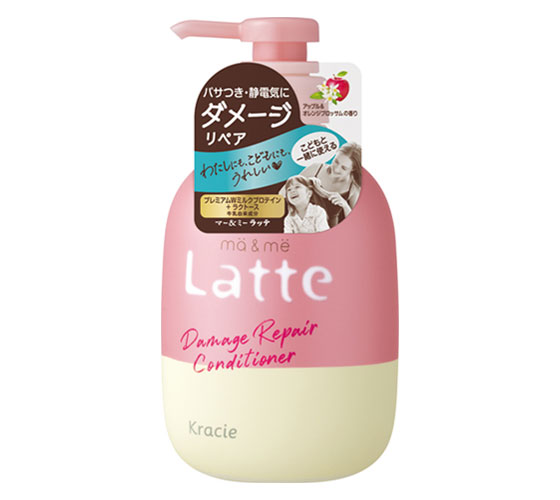 パサつき・静電気に
ダメージ
リペア
アップル&
オレンジブロッサムの香り
わたしにも、こどもにも、
うれしい♥
こどもと
一緒に使える
プレミアムWミルクプロテイン
+ラクトース
牛乳由来成分
マー&ミー ラッテ
mä & më
Latte
Damage Repair
Conditioner
Kracie